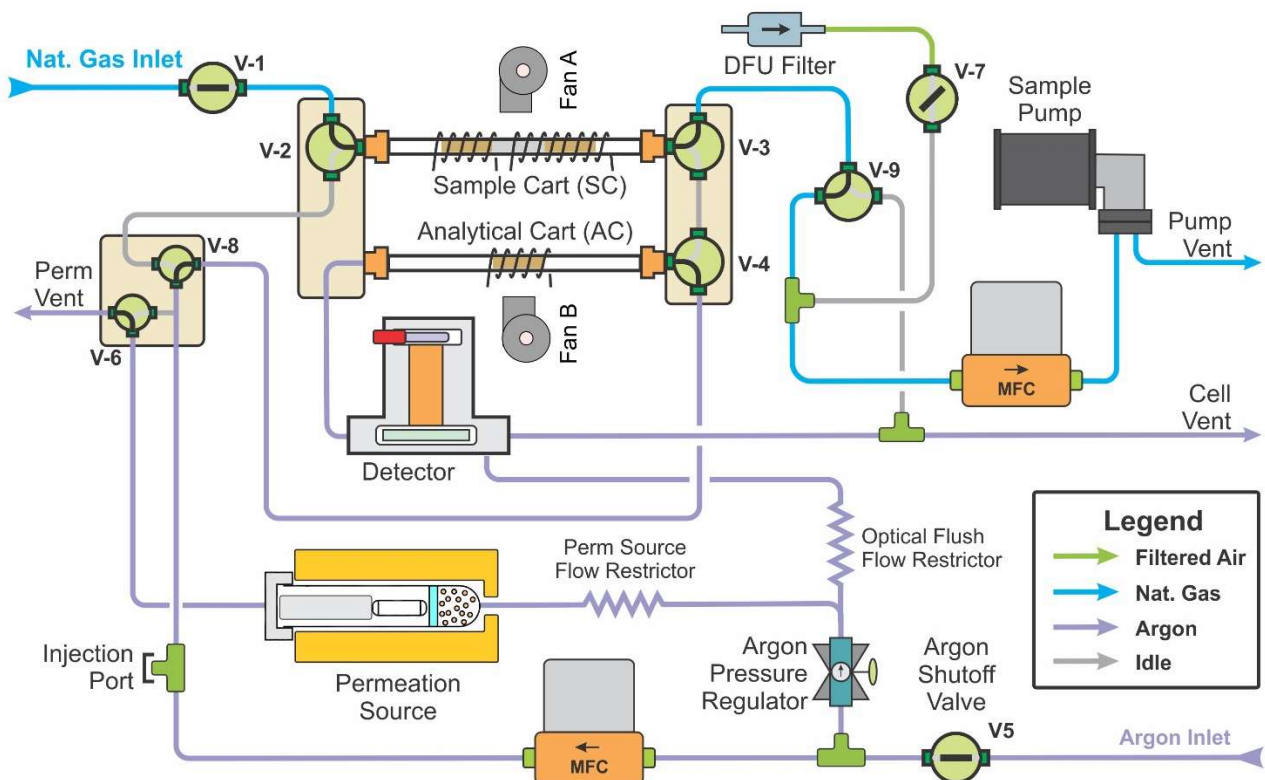 Nat. Gas Inlet
V-1
Fan A
DFU Filter
V-7
Sample
Pump
V-2
V-3
Sample Cart (SC)
V-9
Analytical Cart (AC)
Pump
Vent
V-8
Perm
Vent
V-4
V-6
Fan B
MFC
Cell
Vent
Detector
Legend
Filtered Air
Nat. Gas
Argon
Idle
Optical Flush
Flow Restrictor
Perm Source
Flow Restrictor
Injection
Port
Permeation
Source
Argon
Pressure
Regulator
Argon
Shutoff
Valve
V5
Argon Inlet
MFC